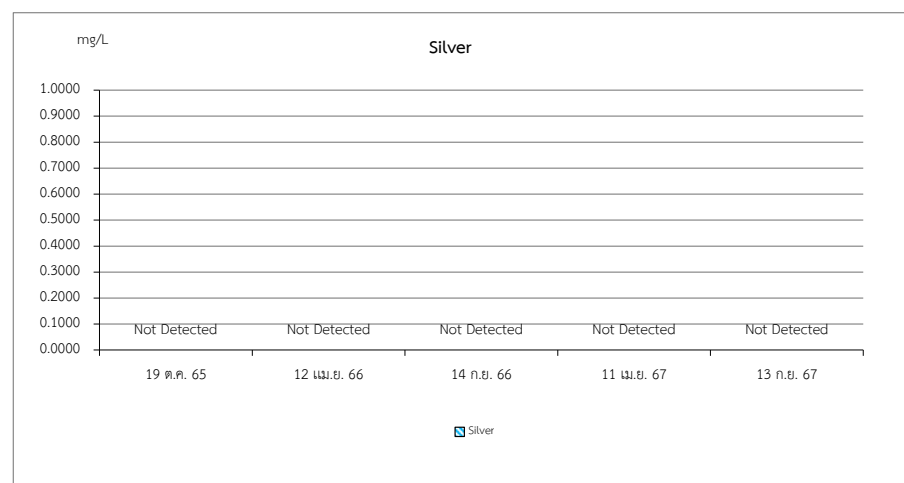 mg/L
Silver
1.0000
0.9000
0.8000
0.7000
0.6000
0.5000
0.4000
0.3000
0.2000
0.1000
0.0000
Not Detected Not Detected Not Detected Not Detected Not Detected
19 ต.ค. 65 12 เม.ย. 66 14 ก.ย. 66 11 เม.ย. 67 13 ก.ย. 67
Silver